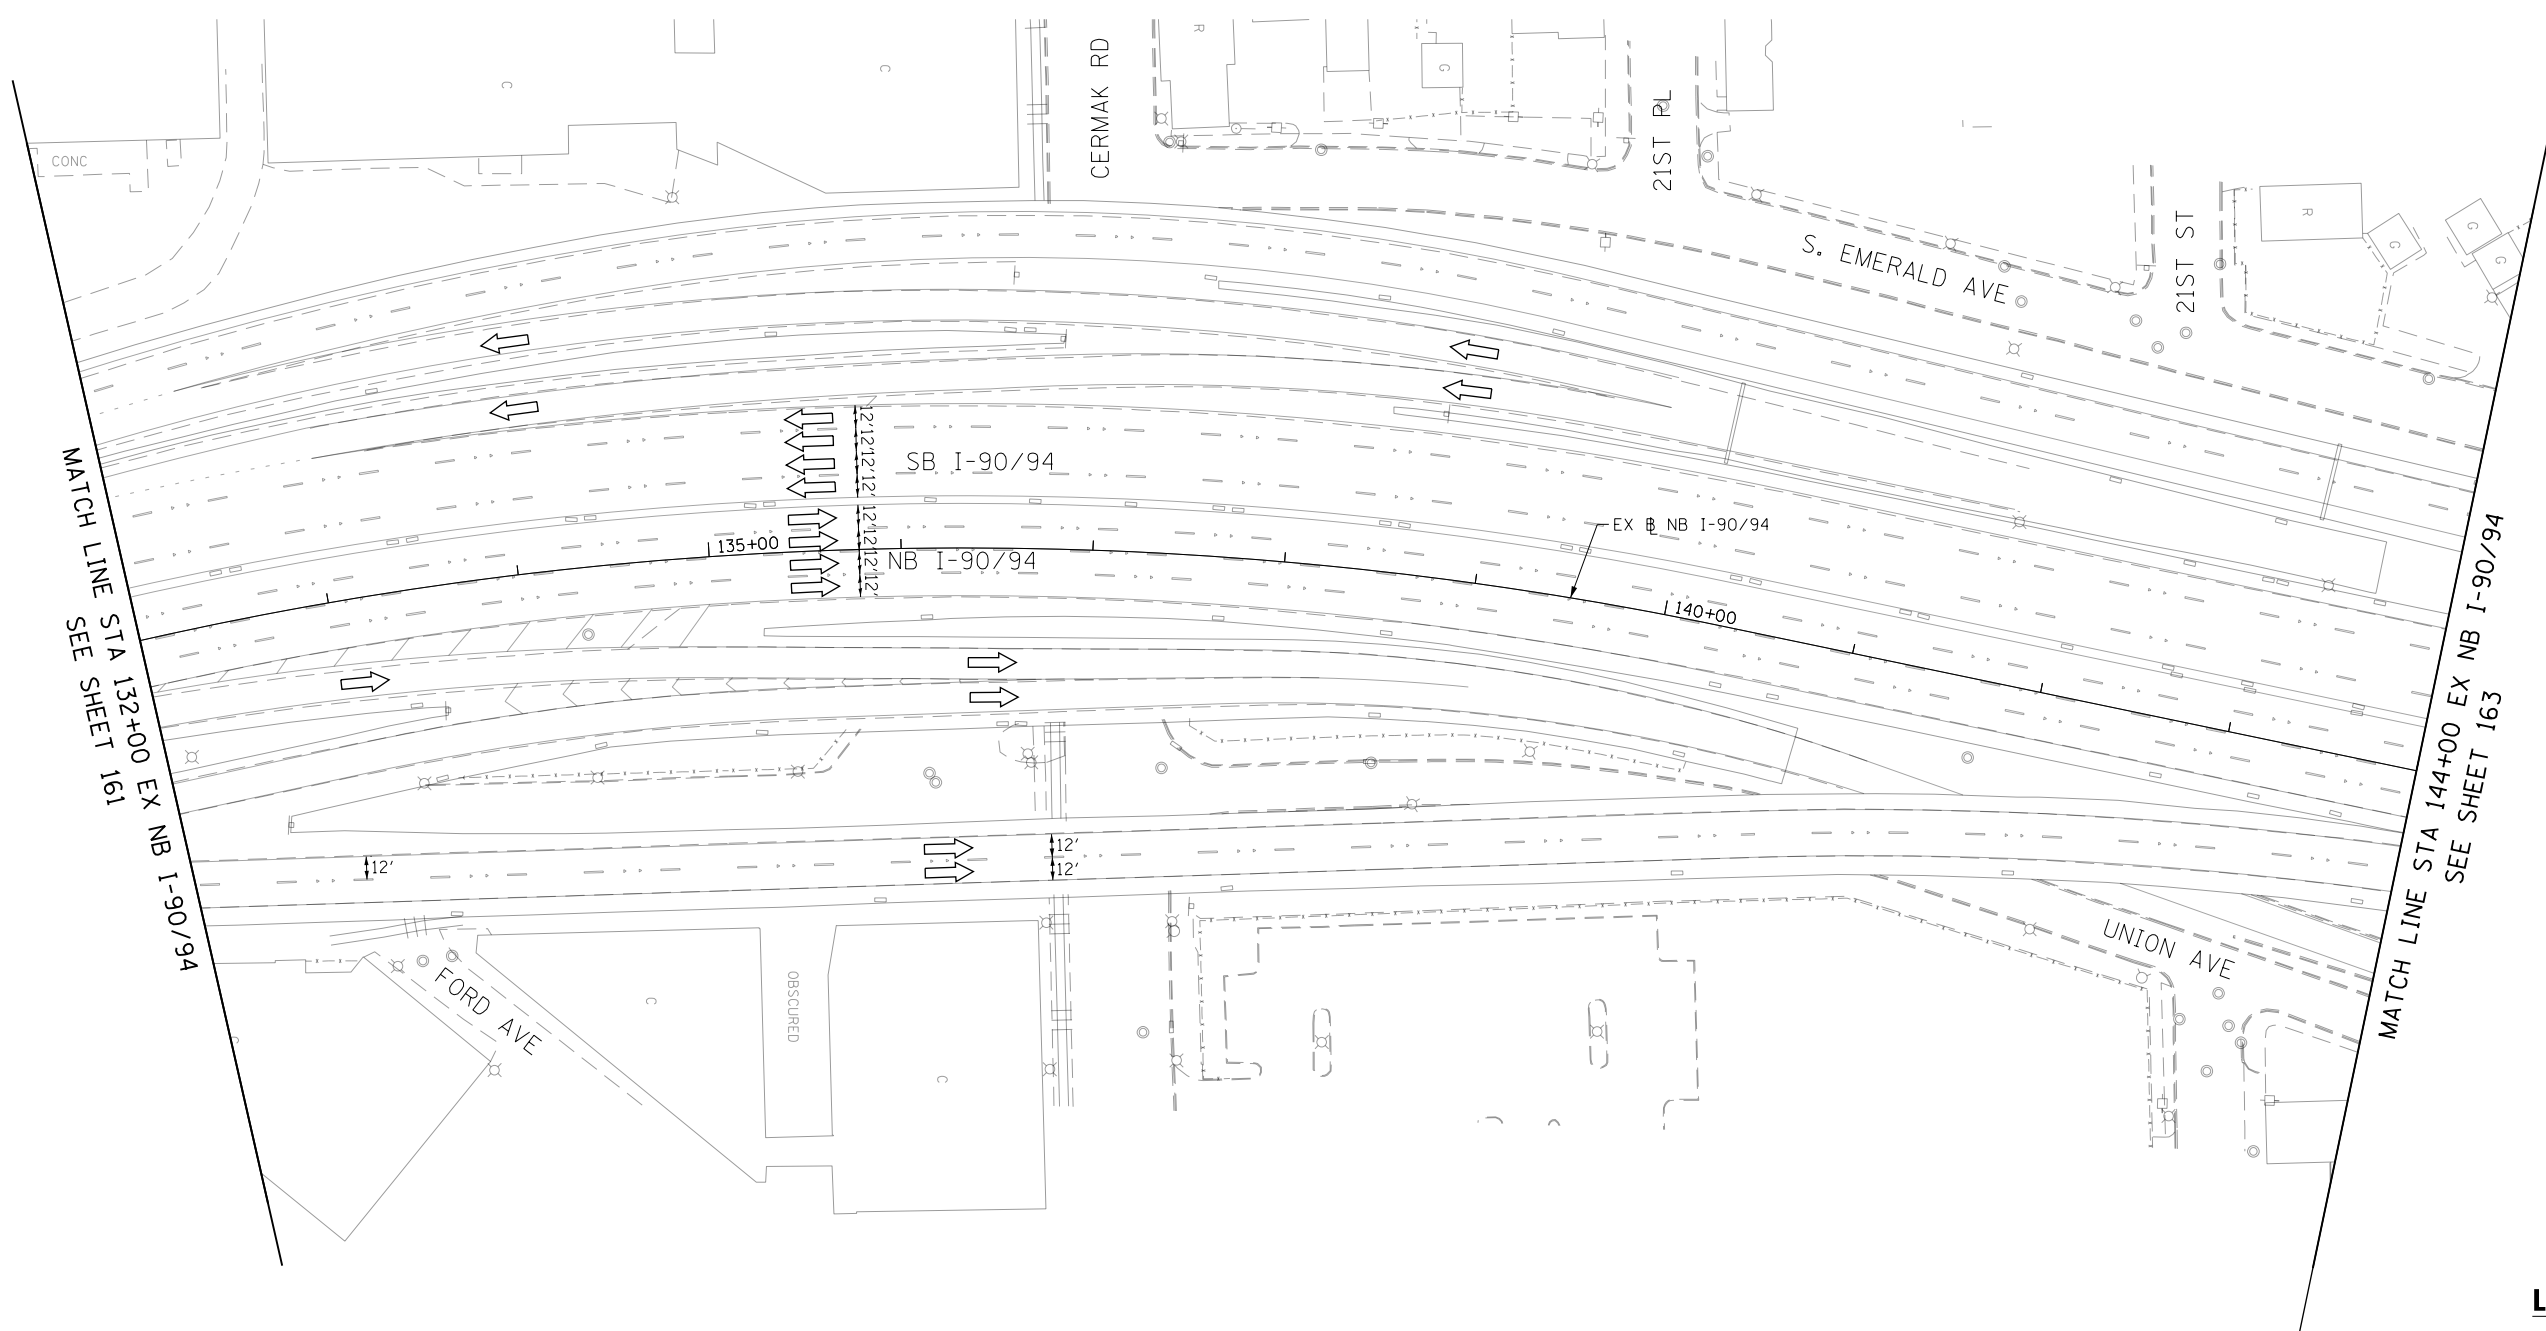 CERMAK RD
R
G
21ST PL
C
C
CONC
S. EMERALD AVE
21ST ST
R
G
G
G
12'
12'
12'
12'
SB I-90/94
12'
12'
12'
12'
EX BL NB I-90/94
135+00
NB I-90/94
140+00
MATCH LINE STA 132+00 EX NB I-90/94
SEE SHEET 161
MATCH LINE STA 144+00 EX NB I-90/94
SEE SHEET 163
12'
12'
12'
FORD AVE
C
OBSCURED
C
C
UNION AVE
L